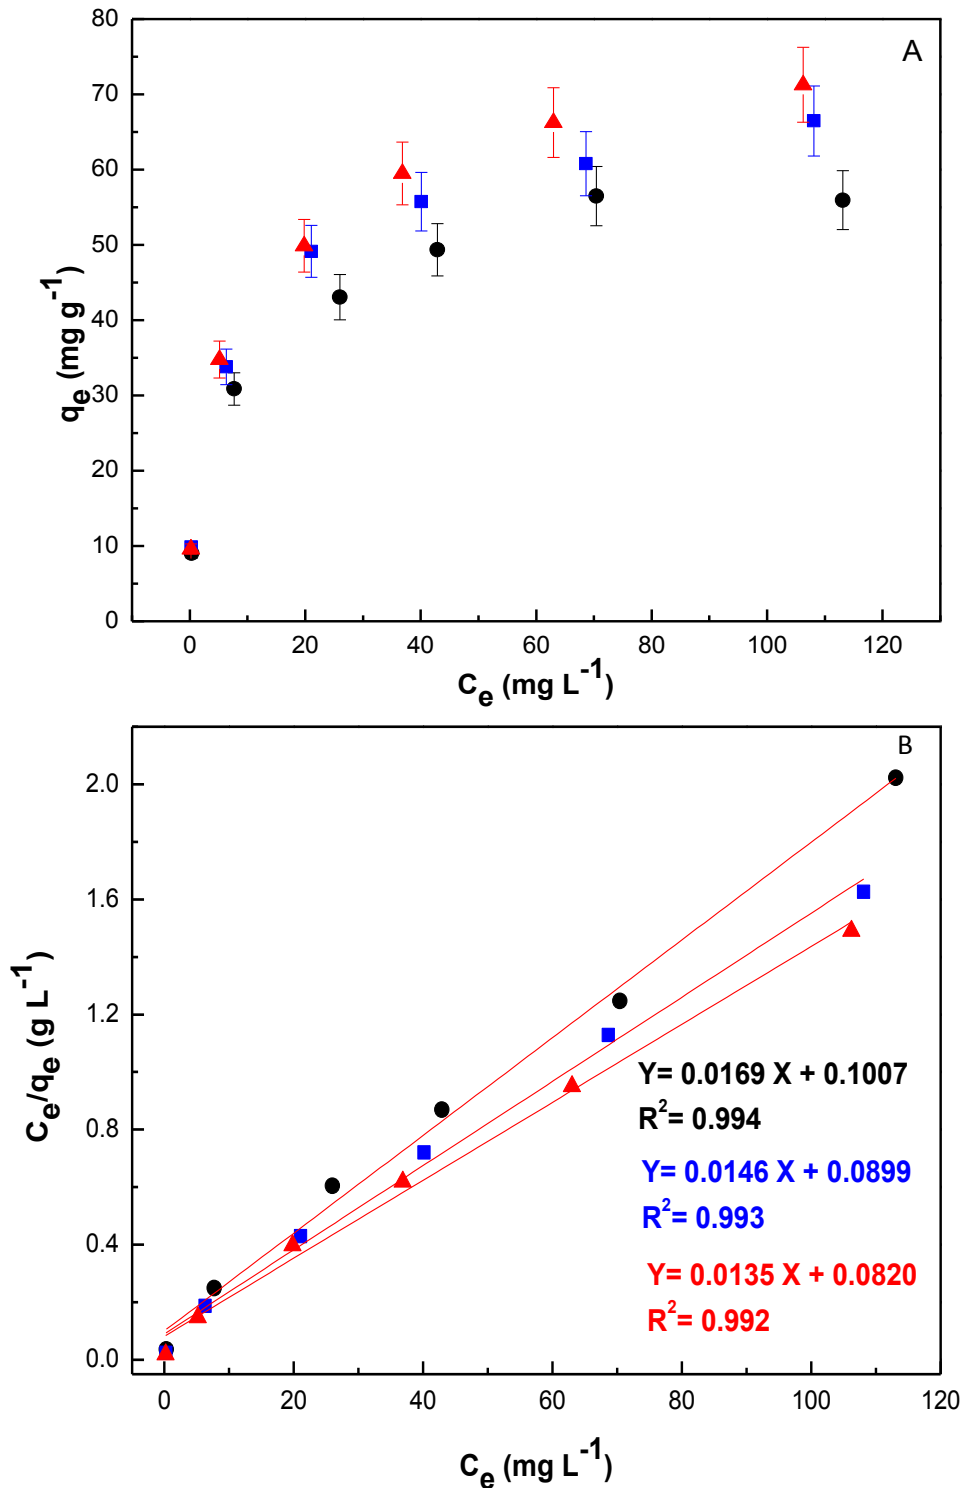 A
80
70
60
50
40
30
20
10
0
qe (mg g-1)
0 20 40 60 80 100 120
Ce (mg L-1)
B
2.0
1.6
1.2
0.8
0.4
0.0
Ce/qe (g L-1)
Y= 0.0169 X + 0.1007
R2= 0.994
Y= 0.0146 X + 0.0899
R2= 0.993
Y= 0.0135 X + 0.0820
R2= 0.992
0 20 40 60 80 100 120
Ce (mg L-1)